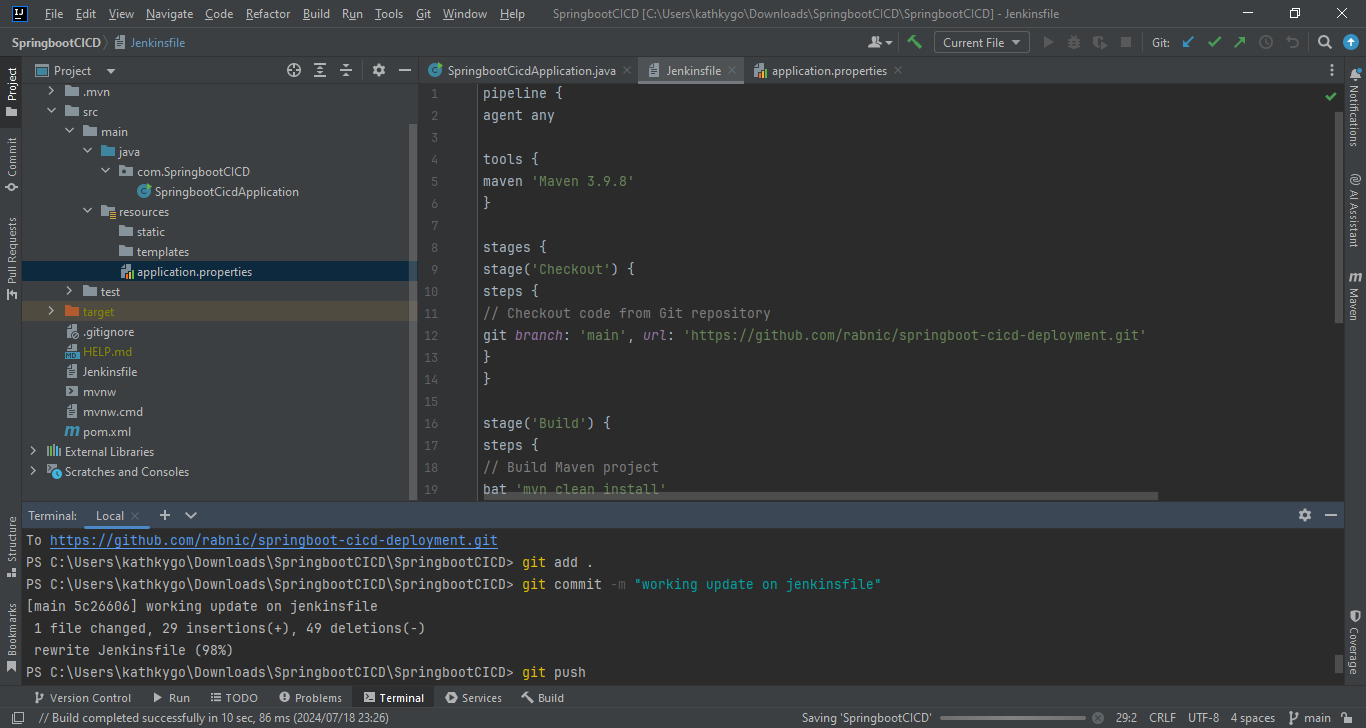 File Edit View Navigate Code Refactor Build Run Tools Git Window Help SpringbootCICD [C:\Users\kathkygo\Downloads\SpringbootCICD\SpringbootCICD] - Jenkinsfile
SpringbootCICD Jenkinsfile
Current File Git:
Project
SpringbootCicdApplication.java Jenkinsfile application.properties
.mvn
src
main
java
com.SpringbootCICD
SpringbootCicdApplication
resources
static
templates
application.properties
test
target
.gitignore
HELP.md
Jenkinsfile
mvnw
mvnw.cmd
pom.xml
External Libraries
Scratches and Consoles
1 pipeline {
2 agent any
3
4 tools {
5 maven 'Maven 3.9.8'
6 }
7
8 stages {
9 stage('Checkout') {
10 steps {
11 // Checkout code from Git repository
12 git branch: 'main', url: 'https://github.com/rabnic/springboot-cicd-deployment.git'
13 }
14 }
15
16 stage('Build') {
17 steps {
18 // Build Maven project
19 bat 'mvn clean install'
Project
Commit
Pull Requests
Structure
Bookmarks
Notifications
AI Assistant
Maven
Coverage
Terminal: Local
To https://github.com/rabnic/springboot-cicd-deployment.git
PS C:\Users\kathkygo\Downloads\SpringbootCICD\SpringbootCICD> git add .
PS C:\Users\kathkygo\Downloads\SpringbootCICD\SpringbootCICD> git commit -m "working update on jenkinsfile"
[main 5c26606] working update on jenkinsfile
1 file changed, 29 insertions(+), 49 deletions(-)
rewrite Jenkinsfile (98%)
PS C:\Users\kathkygo\Downloads\SpringbootCICD\SpringbootCICD> git push
Version Control Run TODO Problems Terminal Services Build
// Build completed successfully in 10 sec, 86 ms (2024/07/18 23:26) Saving 'SpringbootCICD' 29:2 CRLF UTF-8 4 spaces main